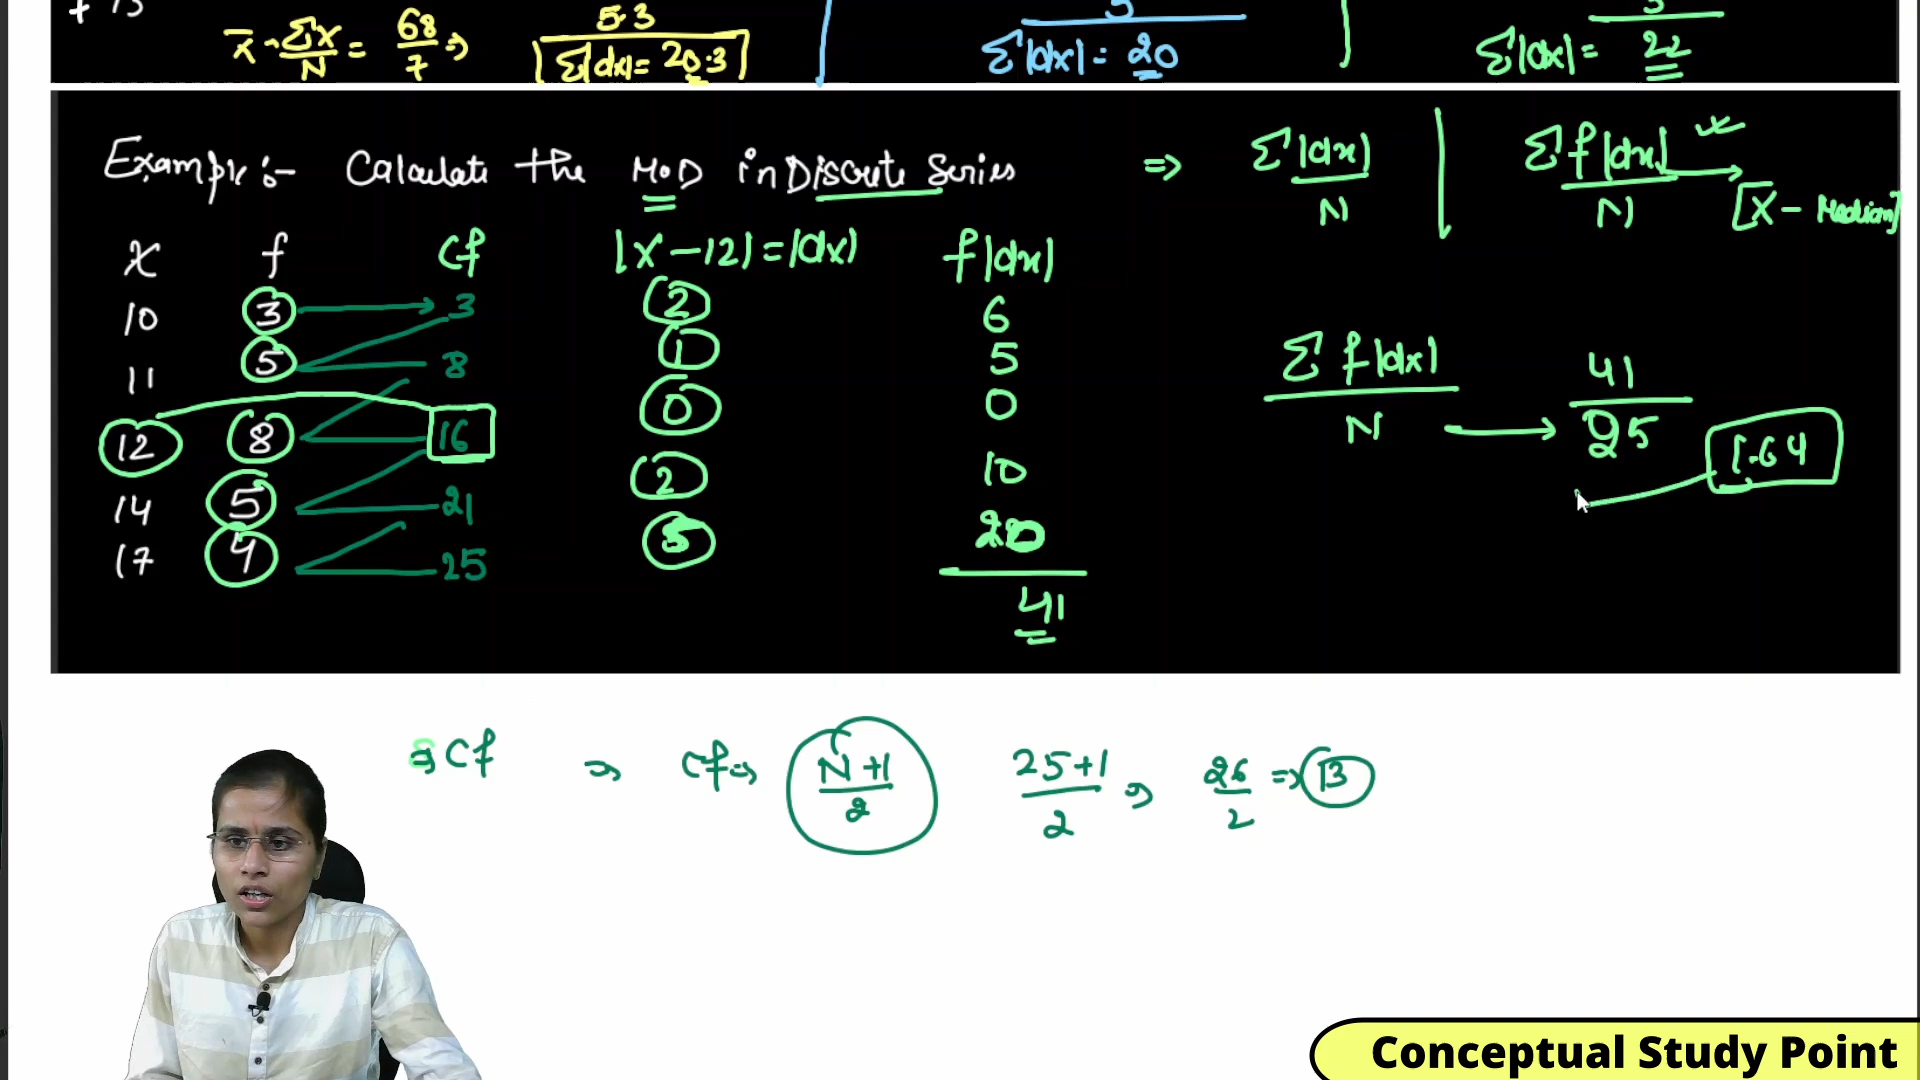 + 13
x̄ → ΣX/N = 68/7 ⇒
5.3
Σ|dx| = 20.3
Σ|dx| = 20
Σ|dx| = 22
Example:- Calculate the MoD in Discrete Series ⇒ Σ|dx|/N | Σf|dx|/N → [X – Median]
X f Cf |X – 12| = |dx| f|dx|
10 3 3 2 6
11 5 8 1 5
12 8 16 0 0
14 5 21 2 10
17 4 25 5 20
41
Σ f|dx|/N → 41/25 1.64
⇒ Cf ⇒ Cf ⇒ N+1/2 25+1/2 ⇒ 26/2 ⇒ 13
Conceptual Study Point